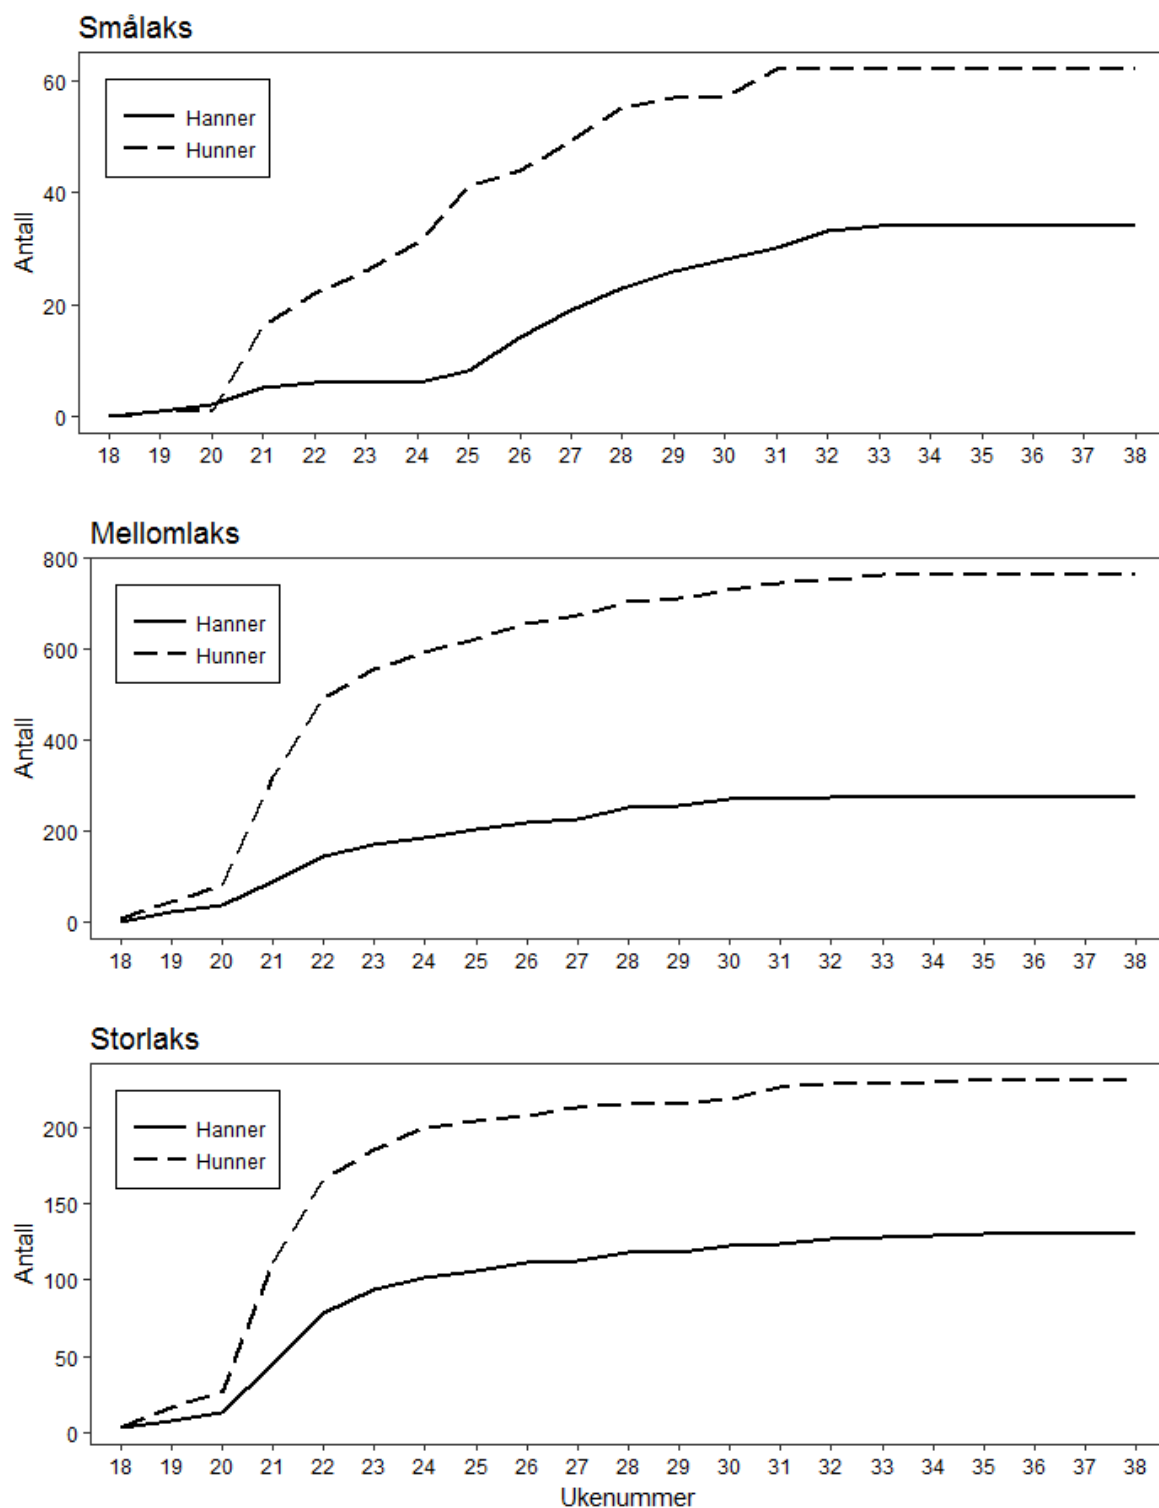 Smålaks
60
40
20
0
Antall
Hanner
Hunner
18 19 20 21 22 23 24 25 26 27 28 29 30 31 32 33 34 35 36 37 38
Mellomlaks
800
600
400
200
0
Antall
Hanner
Hunner
18 19 20 21 22 23 24 25 26 27 28 29 30 31 32 33 34 35 36 37 38
Storlaks
200
150
100
50
0
Antall
Hanner
Hunner
18 19 20 21 22 23 24 25 26 27 28 29 30 31 32 33 34 35 36 37 38
Ukenummer